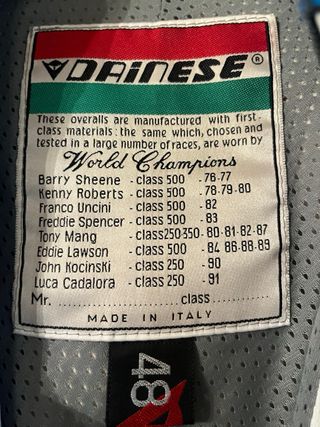 DAINESE ®
These overalls are manufactured with first-
class materials : the same which, chosen and
tested in a large number of races, are worn by
World Champions
Barry Sheene - class 500 - 76-77
Kenny Roberts - class 500 - 78-79-80
Franco Uncini - class 500 - 82
Freddie Spencer - class 500 - 83
Tony Mang - class250-350 - 80-81-82-87
Eddie Lawson - class 500 - 84 86-88-89
John Kocinski - class 250 - 90
Luca Cadalora - class 250 - 91
Mr. .......................... class ..........
MADE IN ITALY
48